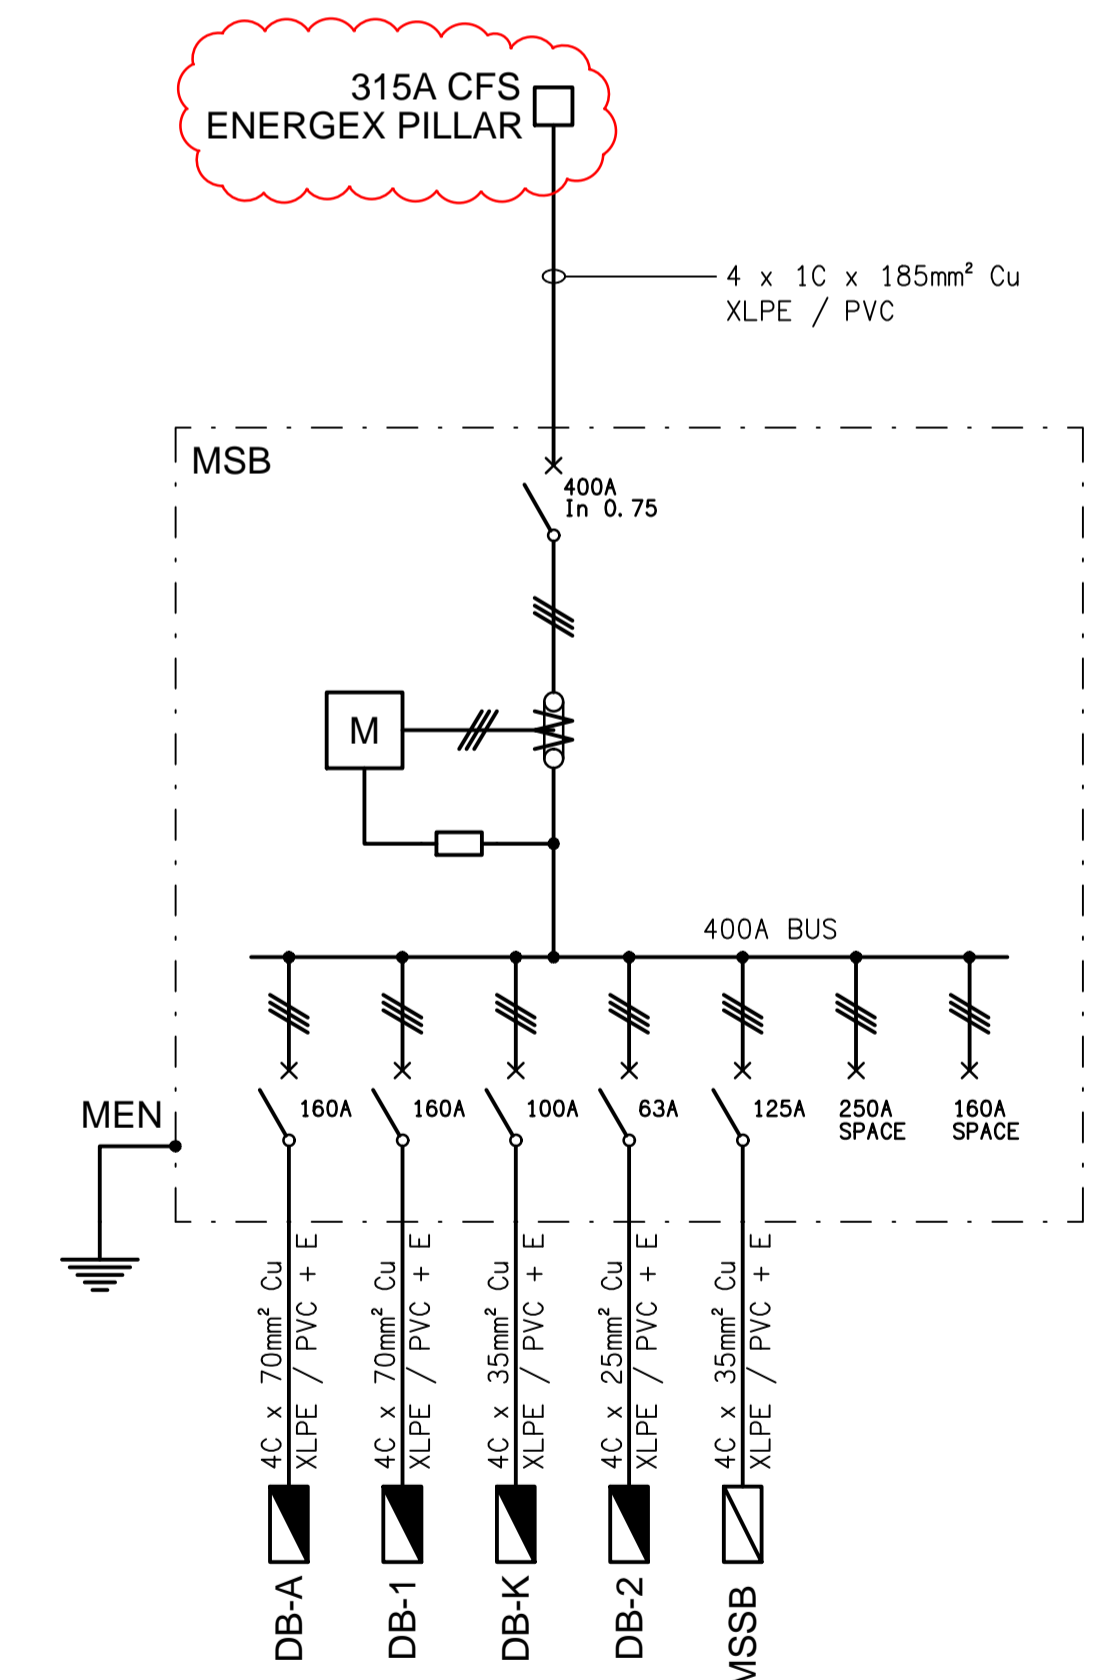 315A CFS
ENERGEX PILLAR
4 x 1C x 185mm² Cu
XLPE / PVC
MSB
400A
In 0.75
M
400A BUS
160A
160A
100A
63A
125A
250A
SPACE
160A
SPACE
MEN
4C x 70mm² Cu
XLPE / PVC + E
4C x 70mm² Cu
XLPE / PVC + E
4C x 35mm² Cu
XLPE / PVC + E
4C x 25mm² Cu
XLPE / PVC + E
4C x 35mm² Cu
XLPE / PVC + E
DB-A
DB-1
DB-K
DB-2
MSSB